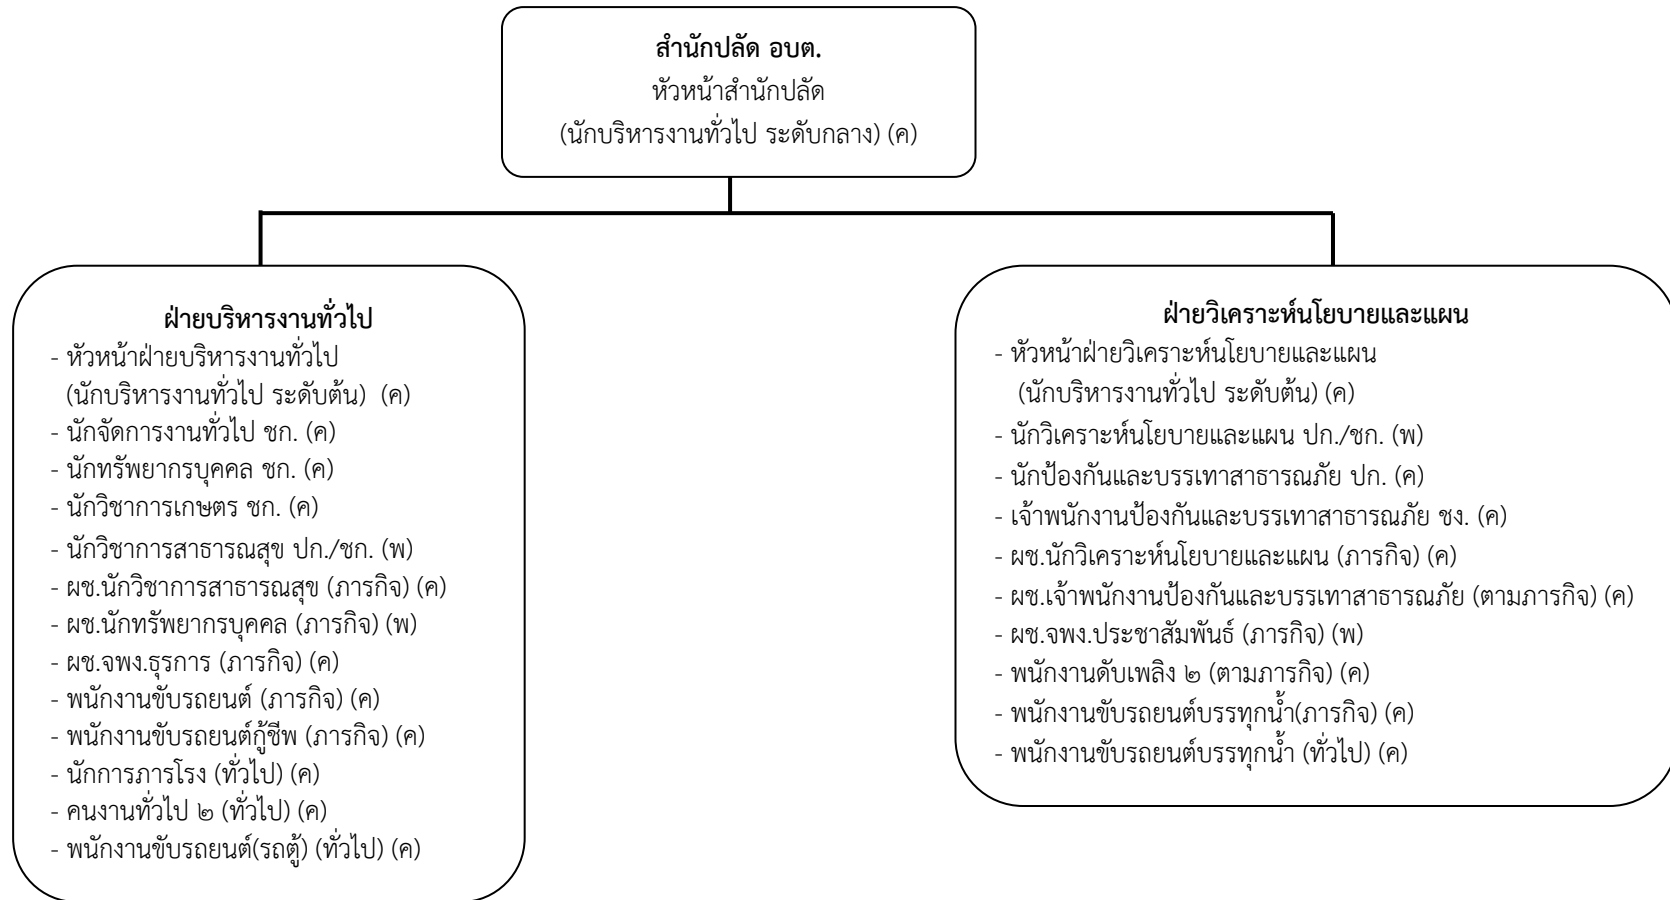 สำนักปลัด อบต.
หัวหน้าสำนักปลัด
(นักบริหารงานทั่วไป ระดับกลาง) (ค)
ฝ่ายบริหารงานทั่วไป
- หัวหน้าฝ่ายบริหารงานทั่วไป
(นักบริหารงานทั่วไป ระดับต้น) (ค)
- นักจัดการงานทั่วไป ชก. (ค)
- นักทรัพยากรบุคคล ชก. (ค)
- นักวิชาการเกษตร ชก. (ค)
- นักวิชาการสาธารณสุข ปก./ชก. (พ)
- ผช.นักวิชาการสาธารณสุข (ภารกิจ) (ค)
- ผช.นักทรัพยากรบุคคล (ภารกิจ) (พ)
- ผช.จพง.ธุรการ (ภารกิจ) (ค)
- พนักงานขับรถยนต์ (ภารกิจ) (ค)
- พนักงานขับรถยนต์กู้ชีพ (ภารกิจ) (ค)
- นักการภารโรง (ทั่วไป) (ค)
- คนงานทั่วไป ๒ (ทั่วไป) (ค)
- พนักงานขับรถยนต์(รถตู้) (ทั่วไป) (ค)
ฝ่ายวิเคราะห์นโยบายและแผน
- หัวหน้าฝ่ายวิเคราะห์นโยบายและแผน
(นักบริหารงานทั่วไป ระดับต้น) (ค)
- นักวิเคราะห์นโยบายและแผน ปก./ชก. (พ)
- นักป้องกันและบรรเทาสาธารณภัย ปก. (ค)
- เจ้าพนักงานป้องกันและบรรเทาสาธารณภัย ชง. (ค)
- ผช.นักวิเคราะห์นโยบายและแผน (ภารกิจ) (ค)
- ผช.เจ้าพนักงานป้องกันและบรรเทาสาธารณภัย (ตามภารกิจ) (ค)
- ผช.จพง.ประชาสัมพันธ์ (ภารกิจ) (พ)
- พนักงานดับเพลิง ๒ (ตามภารกิจ) (ค)
- พนักงานขับรถยนต์บรรทุกน้ำ(ภารกิจ) (ค)
- พนักงานขับรถยนต์บรรทุกน้ำ (ทั่วไป) (ค)